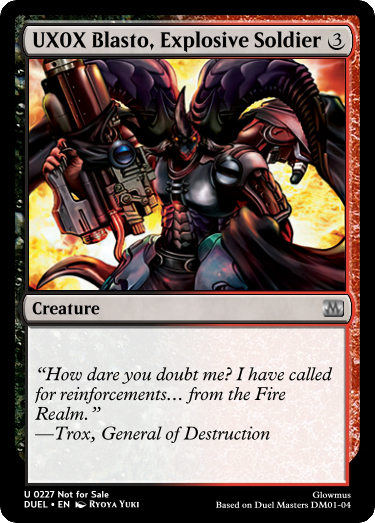 UX0X Blasto, Explosive Soldier 3
Creature
“How dare you doubt me? I have called
for reinforcements… from the Fire
Realm.”
—Trox, General of Destruction
U 0227 Not for Sale
DUEL • EN Ryoya Yuki
Glowmus
Based on Duel Masters DM01-04